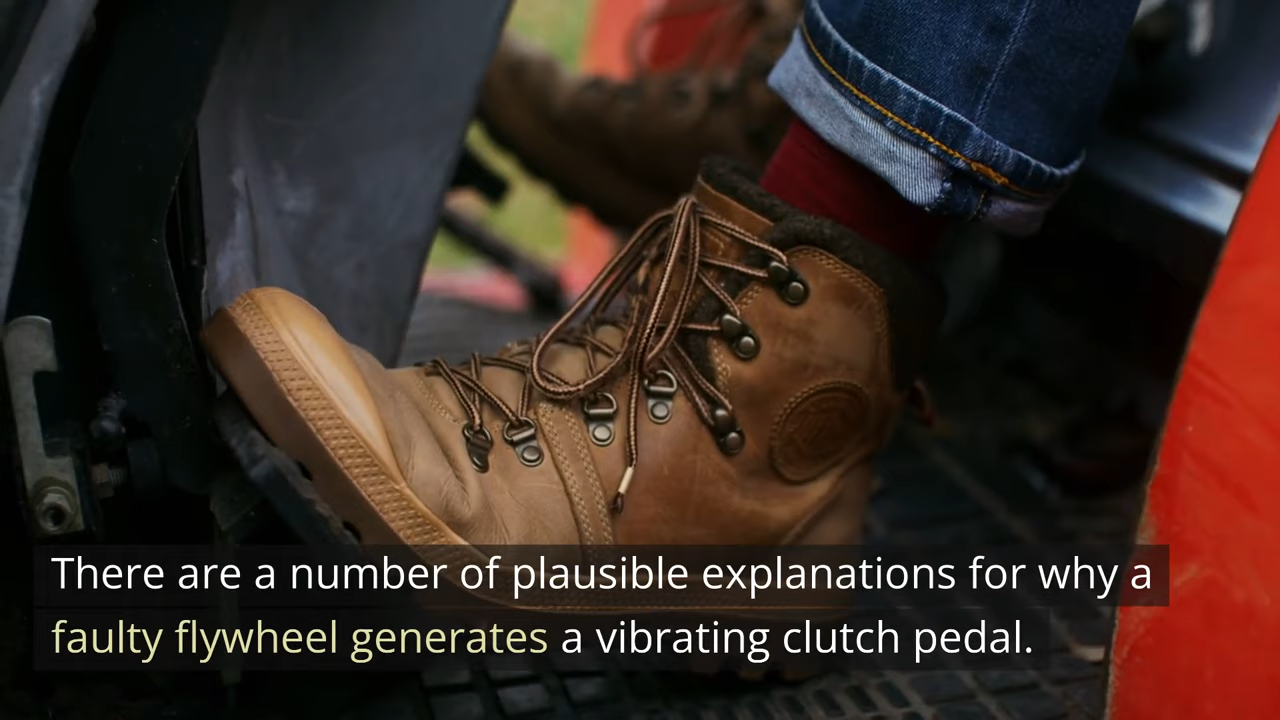 There are a number of plausible explanations for why a
faulty flywheel generates a vibrating clutch pedal.